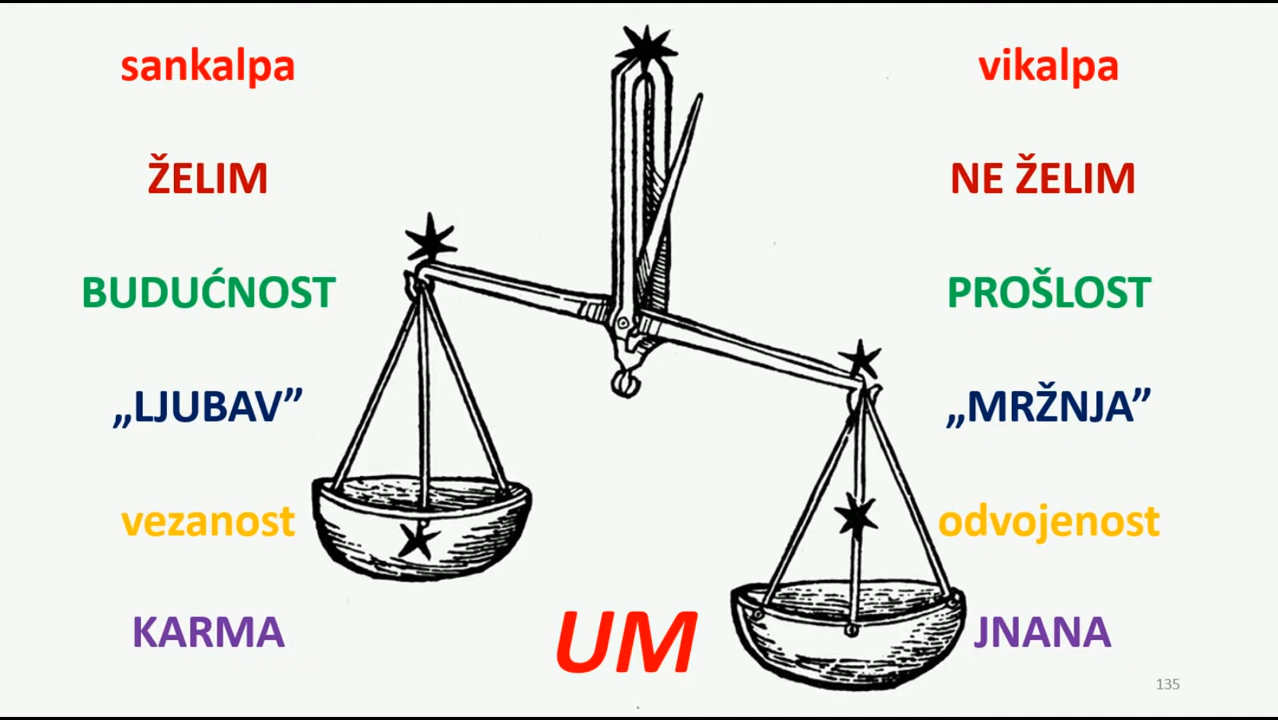 sankalpa
vikalpa
ŽELIM
NE ŽELIM
BUDUĆNOST
PROŠLOST
„LJUBAV”
„MRŽNJA”
vezanost
odvojenost
KARMA
UM
JNANA
135